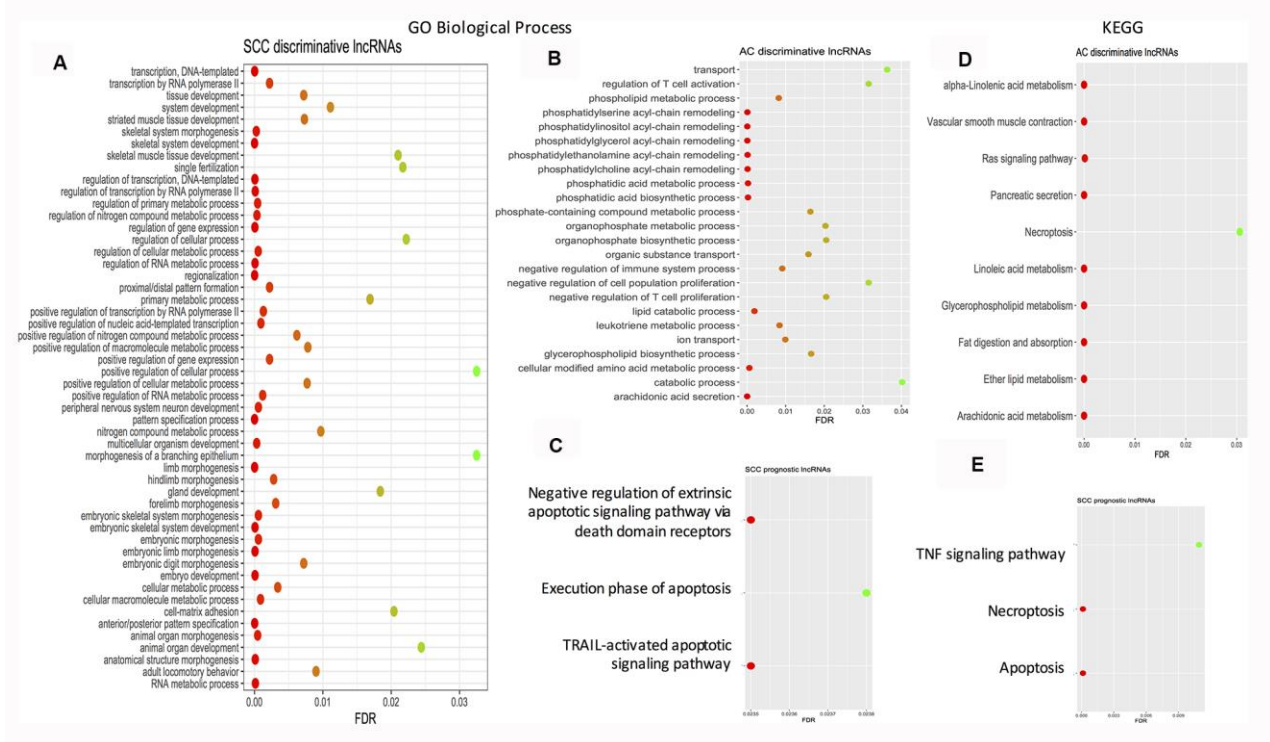 GO Biological Process
KEGG
A
SCC discriminative lncRNAs
transcription, DNA-templated
transcription by RNA polymerase II
tissue development
system development
striated muscle tissue development
skeletal system morphogenesis
skeletal system development
skeletal muscle tissue development
single fertilization
regulation of transcription, DNA-templated
regulation of transcription by RNA polymerase II
regulation of primary metabolic process
regulation of nitrogen compound metabolic process
regulation of gene expression
regulation of cellular process
regulation of cellular metabolic process
regulation of RNA metabolic process
regionalization
proximal/distal pattern formation
primary metabolic process
positive regulation of transcription by RNA polymerase II
positive regulation of nucleic acid-templated transcription
positive regulation of nitrogen compound metabolic process
positive regulation of macromolecule metabolic process
positive regulation of gene expression
positive regulation of cellular process
positive regulation of cellular metabolic process
positive regulation of RNA metabolic process
peripheral nervous system neuron development
pattern specification process
nitrogen compound metabolic process
multicellular organism development
morphogenesis of a branching epithelium
limb morphogenesis
hindlimb morphogenesis
gland development
forelimb morphogenesis
embryonic skeletal system morphogenesis
embryonic skeletal system development
embryonic morphogenesis
embryonic limb morphogenesis
embryonic digit morphogenesis
embryo development
cellular metabolic process
cellular macromolecule metabolic process
cell-matrix adhesion
anterior/posterior pattern specification
animal organ morphogenesis
animal organ development
anatomical structure morphogenesis
adult locomotory behavior
RNA metabolic process
0.00 0.01 0.02 0.03
FDR
B
AC discriminative lncRNAs
transport
regulation of T cell activation
phospholipid metabolic process
phosphatidylserine acyl-chain remodeling
phosphatidylinositol acyl-chain remodeling
phosphatidylglycerol acyl-chain remodeling
phosphatidylethanolamine acyl-chain remodeling
phosphatidylcholine acyl-chain remodeling
phosphatidic acid metabolic process
phosphatidic acid biosynthetic process
phosphate-containing compound metabolic process
organophosphate metabolic process
organophosphate biosynthetic process
organic substance transport
negative regulation of immune system process
negative regulation of cell population proliferation
negative regulation of T cell proliferation
lipid catabolic process
leukotriene metabolic process
ion transport
glycerophospholipid biosynthetic process
cellular modified amino acid metabolic process
catabolic process
arachidonic acid secretion
0.00 0.01 0.02 0.03 0.04
FDR
C
SCC prognostic lncRNAs
Negative regulation of extrinsic
apoptotic signaling pathway via
death domain receptors
Execution phase of apoptosis
TRAIL-activated apoptotic
signaling pathway
FDR
D
AC discriminative lncRNAs
alpha-Linolenic acid metabolism
Vascular smooth muscle contraction
Ras signaling pathway
Pancreatic secretion
Necroptosis
Linoleic acid metabolism
Glycerophospholipid metabolism
Fat digestion and absorption
Ether lipid metabolism
Arachidonic acid metabolism
0.00 0.01 0.02 0.03
FDR
E
SCC prognostic lncRNAs
TNF signaling pathway
Necroptosis
Apoptosis
FDR